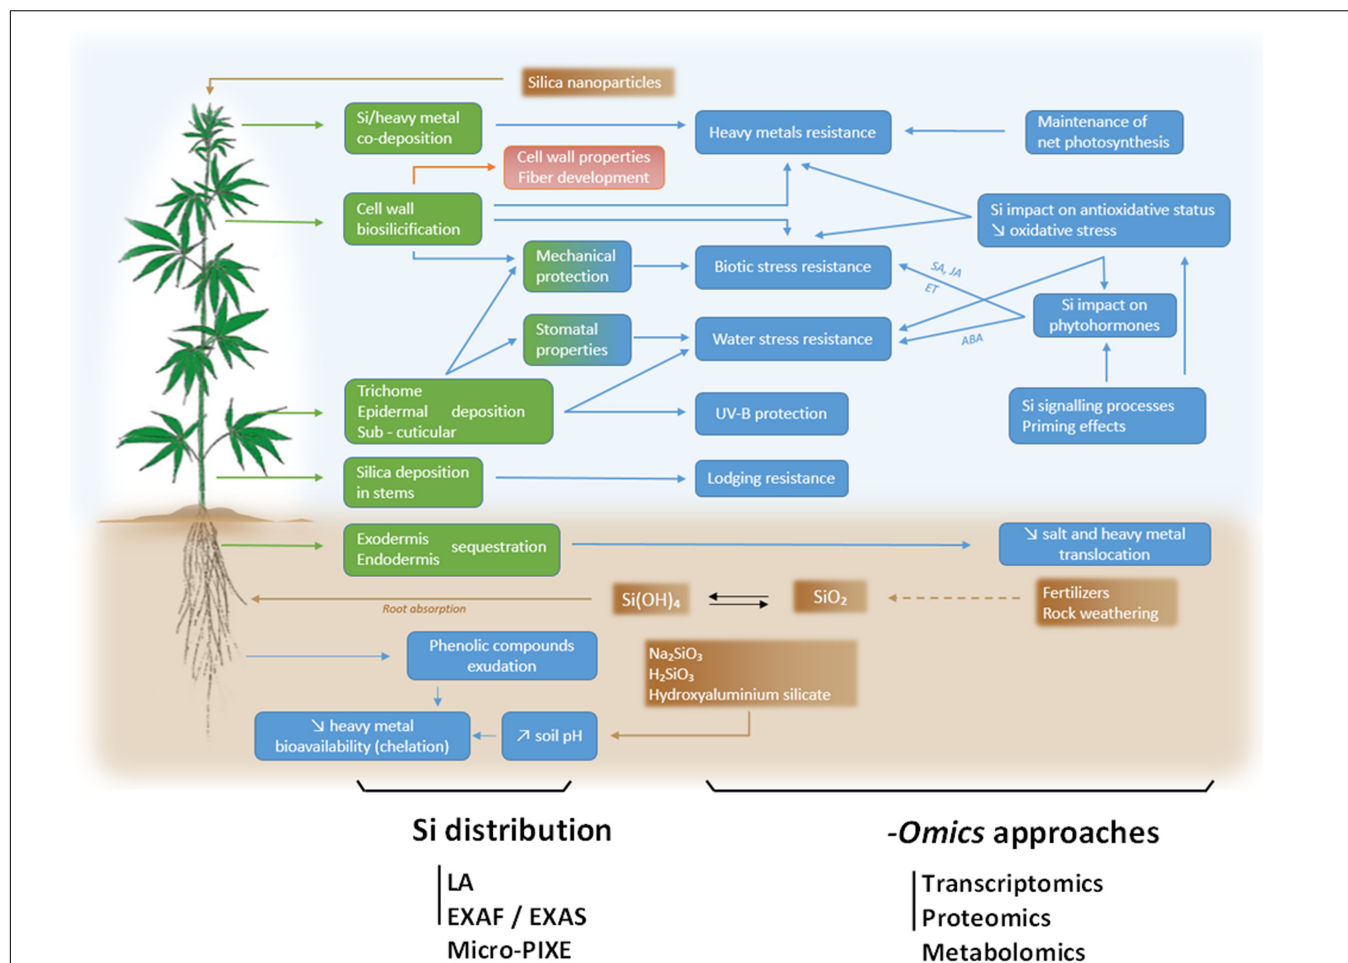 Silica nanoparticles
Si/heavy metal
co-deposition
Heavy metals resistance
Maintenance of
net photosynthesis
Cell wall properties
Fiber development
Cell wall
biosilicification
Si impact on antioxidative status
↘ oxidative stress
Mechanical
protection
Biotic stress resistance
SA, JA
ET
Si impact on
phytohormones
Stomatal
properties
Water stress resistance
ABA
Trichome
Epidermal deposition
Sub - cuticular
UV-B protection
Si signalling processes
Priming effects
Silica deposition
in stems
Lodging resistance
Exodermis sequestration
Endodermis
↘ salt and heavy metal
translocation
Root absorption
Si(OH)₄
SiO₂
Fertilizers
Rock weathering
Phenolic compounds
exudation
Na₂SiO₃
H₂SiO₃
Hydroxyaluminium silicate
↘ heavy metal
bioavailability (chelation)
↗ soil pH
Si distribution
LA
EXAF / EXAS
Micro-PIXE
-Omics approaches
Transcriptomics
Proteomics
Metabolomics